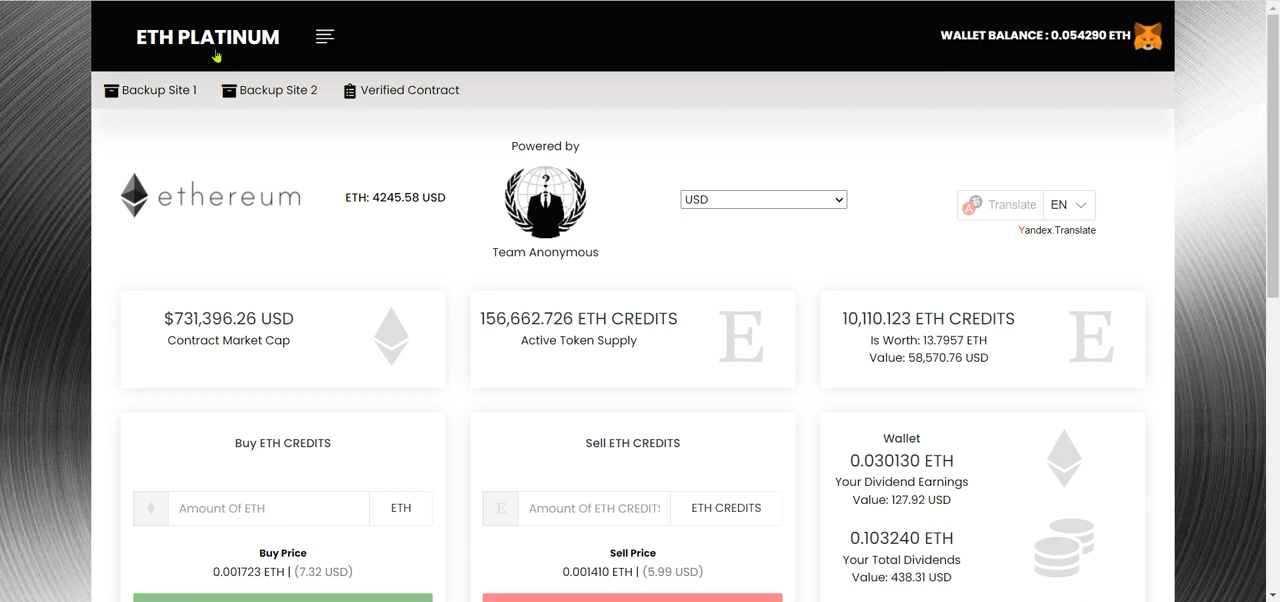 ETH PLATINUM
WALLET BALANCE : 0.054290 ETH
Backup Site 1
Backup Site 2
Verified Contract
ethereum
ETH: 4245.58 USD
Powered by
?
Team Anonymous
USD
Translate
EN
Yandex.Translate
$731,396.26 USD
Contract Market Cap
156,662.726 ETH CREDITS
Active Token Supply
E
10,110.123 ETH CREDITS
Is Worth: 13.7957 ETH
Value: 58,570.76 USD
E
Buy ETH CREDITS
Amount Of ETH
ETH
Buy Price
0.001723 ETH | (7.32 USD)
Sell ETH CREDITS
E
Amount Of ETH CREDITS
ETH CREDITS
Sell Price
0.001410 ETH | (5.99 USD)
Wallet
0.030130 ETH
Your Dividend Earnings
Value: 127.92 USD
0.103240 ETH
Your Total Dividends
Value: 438.31 USD